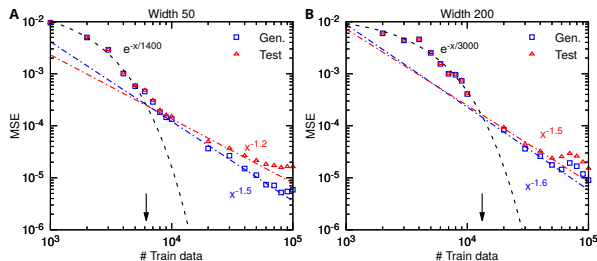 A Width 50
MSE
10^-2
10^-3
10^-4
10^-5
10^-6
e^-x/1400
Gen.
Test
x^-1.2
x^-1.5
10^3 10^4 10^5
# Train data
B Width 200
MSE
10^-2
10^-3
10^-4
10^-5
10^-6
e^-x/3000
Gen.
Test
x^-1.5
x^-1.6
10^3 10^4 10^5
# Train data